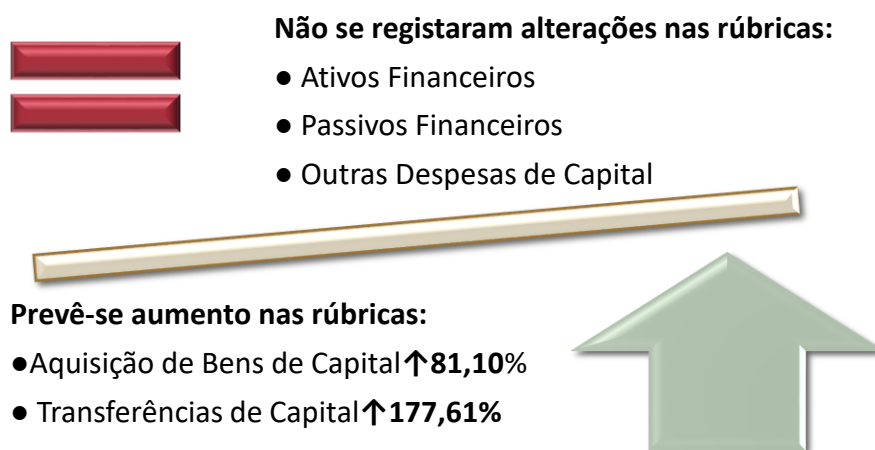 Não se registaram alterações nas rúbricas:
● Ativos Financeiros
● Passivos Financeiros
● Outras Despesas de Capital
Prevê-se aumento nas rúbricas:
●Aquisição de Bens de Capital↑81,10%
● Transferências de Capital↑177,61%